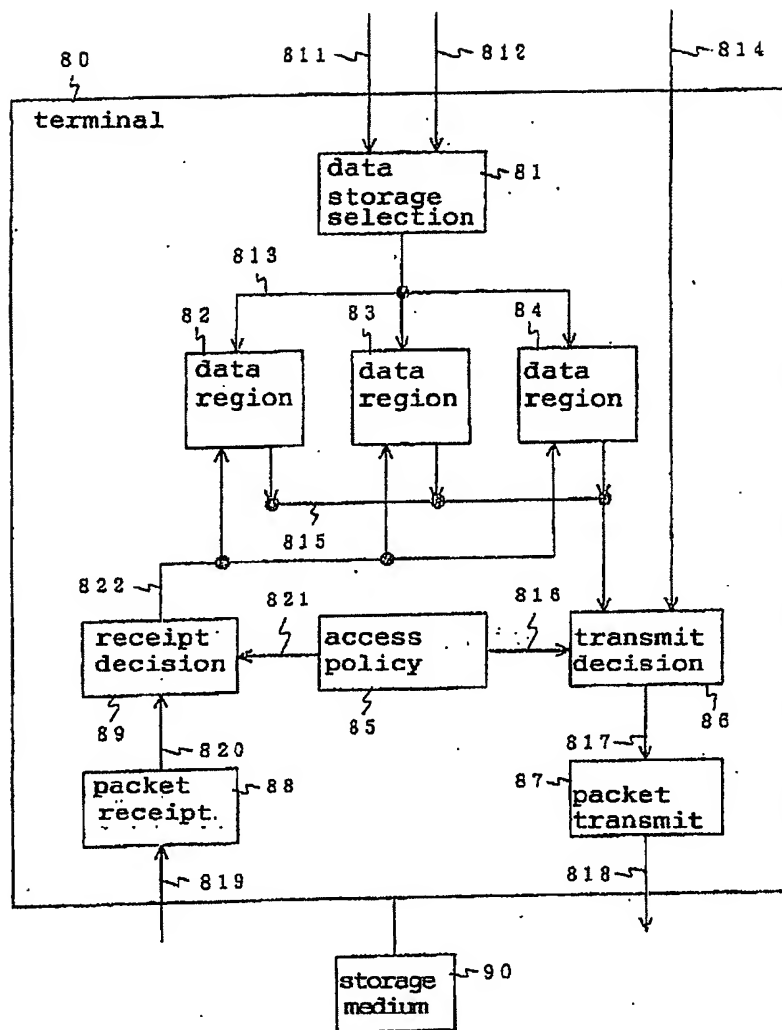 811
812
814
80
terminal
data
storage
selection
81
813
82
83
84
data
region
data
region
data
region
815
822
821
816
receipt
decision
access
policy
transmit
decision
89
85
86
820
817
packet
receipt
88
87
packet
transmit
819
818
storage
medium
90